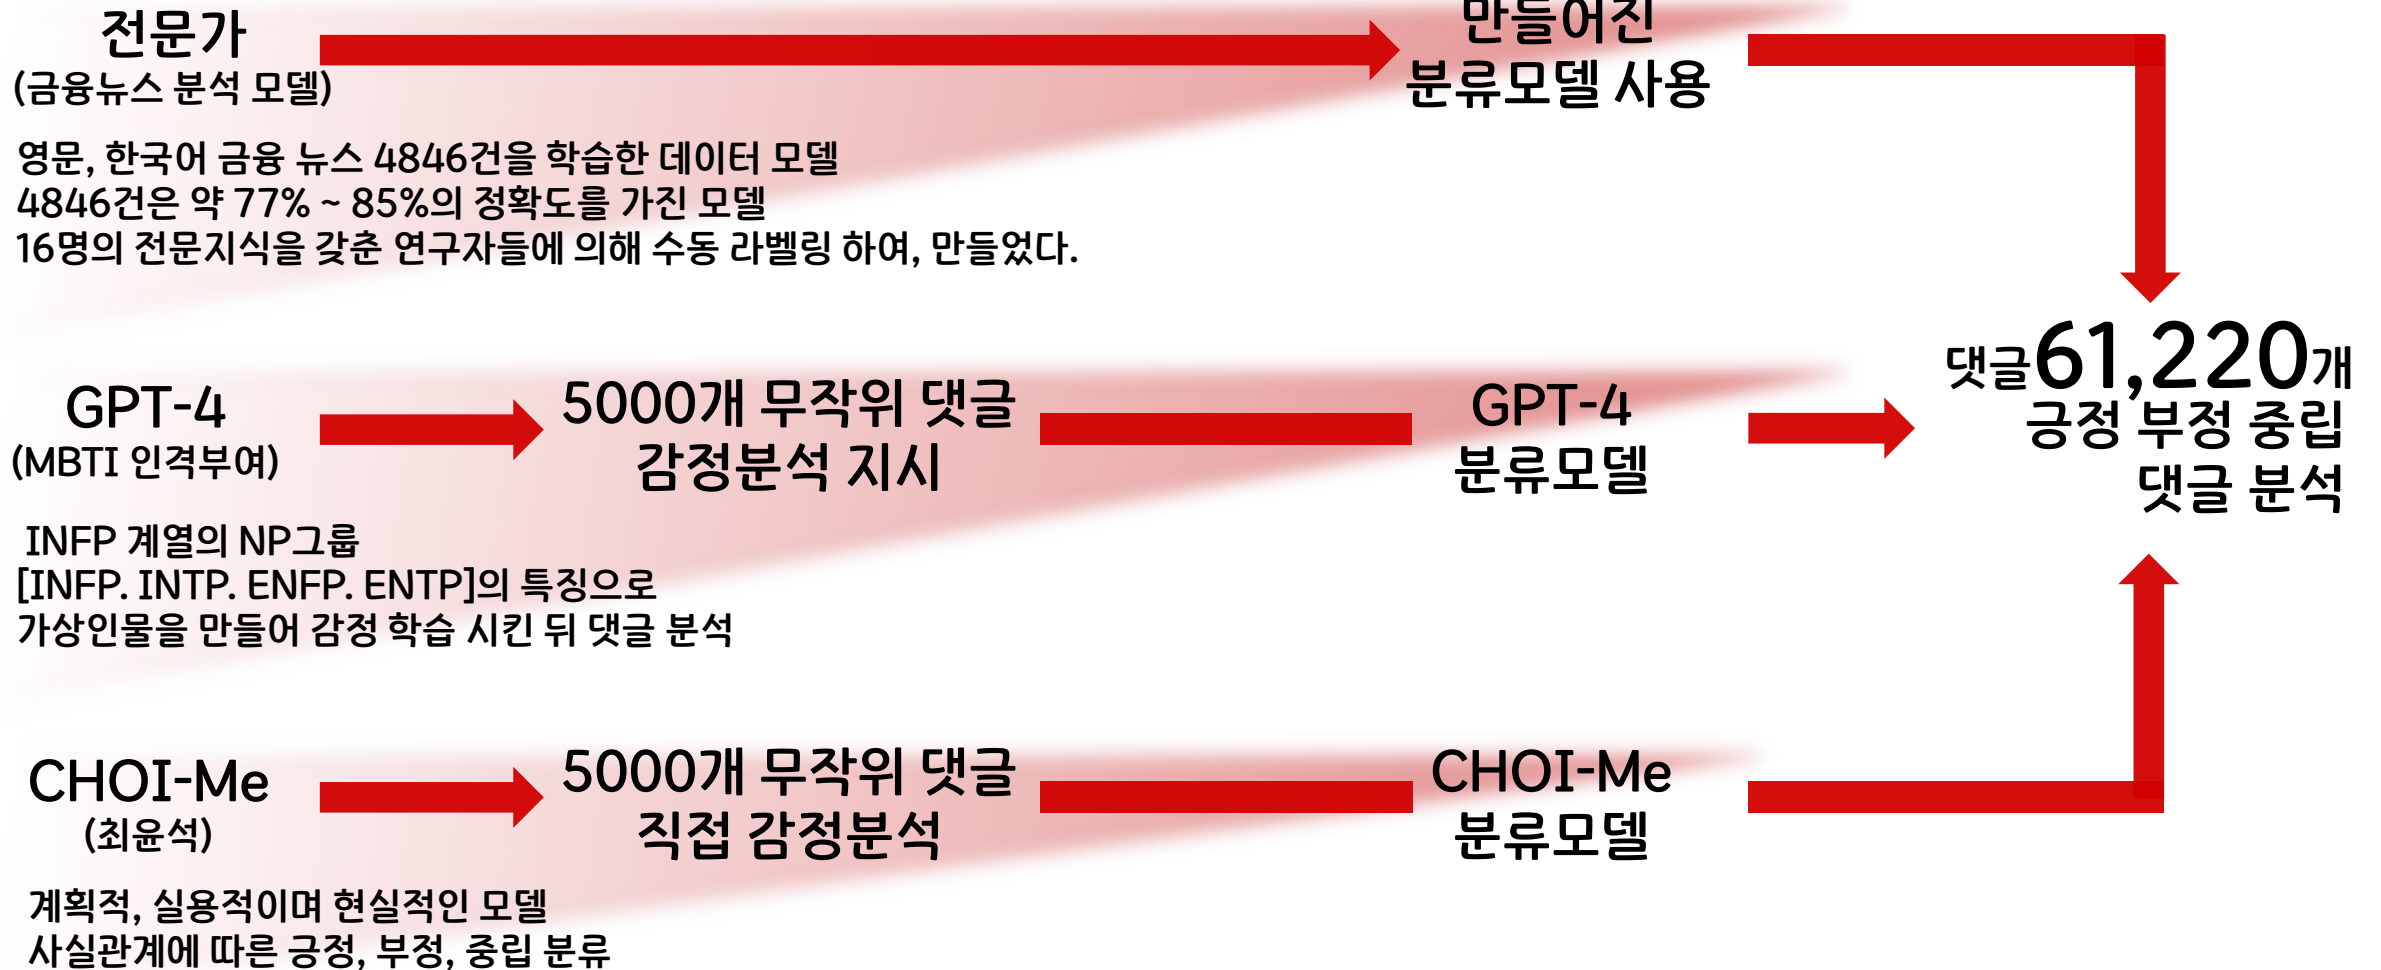 전문가
(금융뉴스 분석 모델)
만들어진
분류모델 사용
영문, 한국어 금융 뉴스 4846건을 학습한 데이터 모델
4846건은 약 77% ~ 85%의 정확도를 가진 모델
16명의 전문지식을 갖춘 연구자들에 의해 수동 라벨링 하여, 만들었다.
GPT-4
(MBTI 인격부여)
5000개 무작위 댓글
감정분석 지시
GPT-4
분류모델
댓글61,220개
긍정 부정 중립
댓글 분석
INFP 계열의 NP그룹
[INFP. INTP. ENFP. ENTP]의 특징으로
가상인물을 만들어 감정 학습 시킨 뒤 댓글 분석
CHOI-Me
(최윤석)
5000개 무작위 댓글
직접 감정분석
CHOI-Me
분류모델
계획적, 실용적이며 현실적인 모델
사실관계에 따른 긍정, 부정, 중립 분류